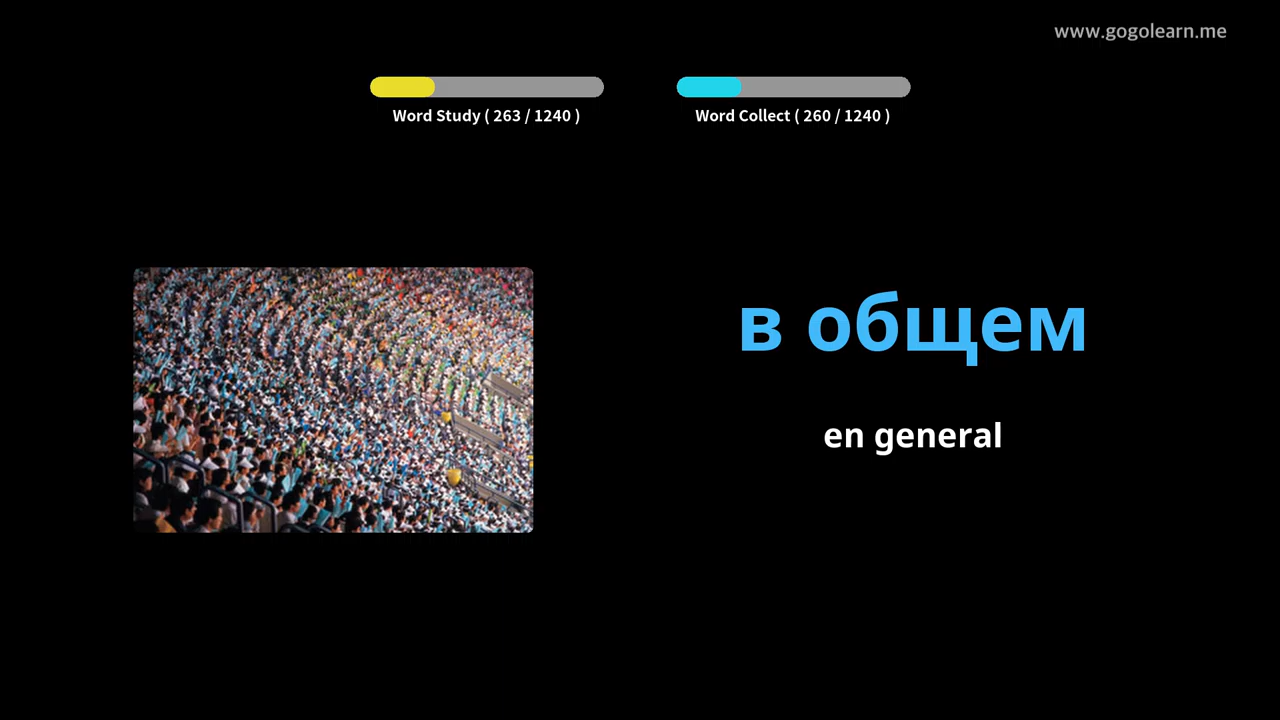 www.gogolearn.me
Word Study ( 263 / 1240 )
Word Collect ( 260 / 1240 )
в общем
en general